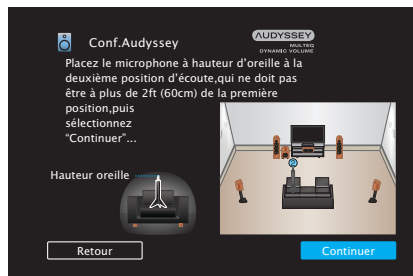 Conf.Audyssey
AUDYSSEY
MULTEQ
DYNAMIC VOLUME
Placez le microphone à hauteur d'oreille à la
deuxième position d'écoute,qui ne doit pas
être à plus de 2ft (60cm) de la première
position,puis
sélectionnez
“Continuer”...
Hauteur oreille
Retour
Continuer